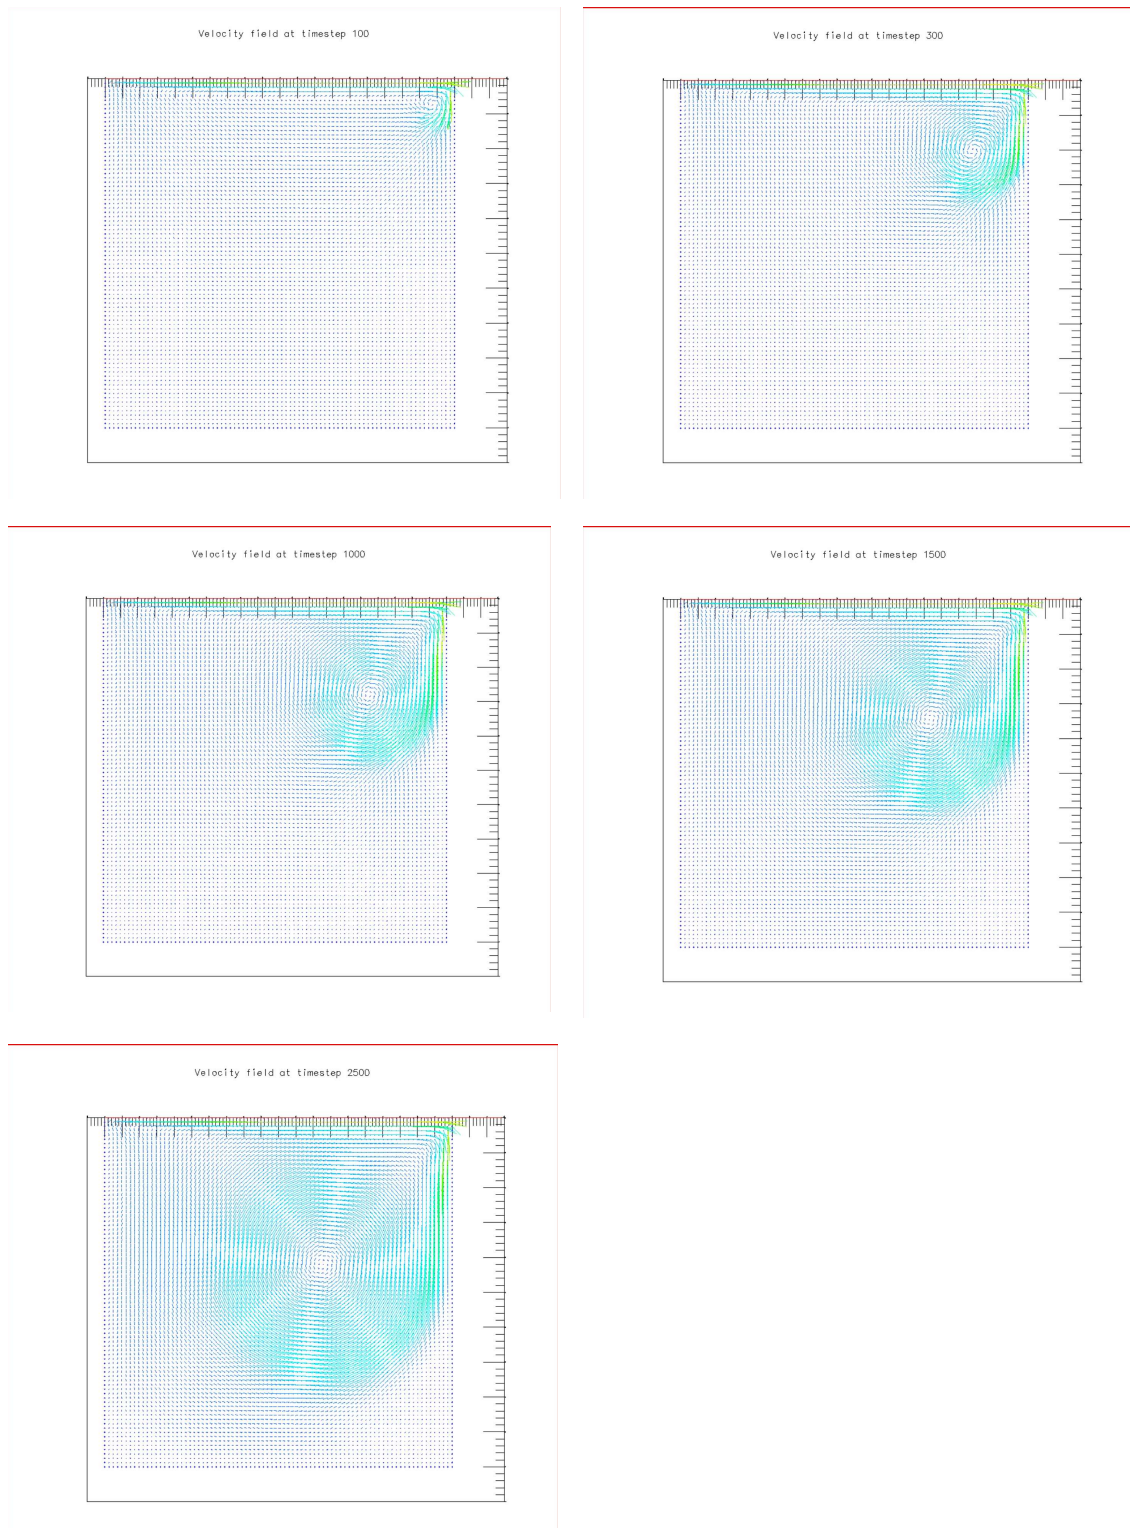 Velocity field at timestep 100
Velocity field at timestep 300
Velocity field at timestep 1000
Velocity field at timestep 1500
Velocity field at timestep 2500